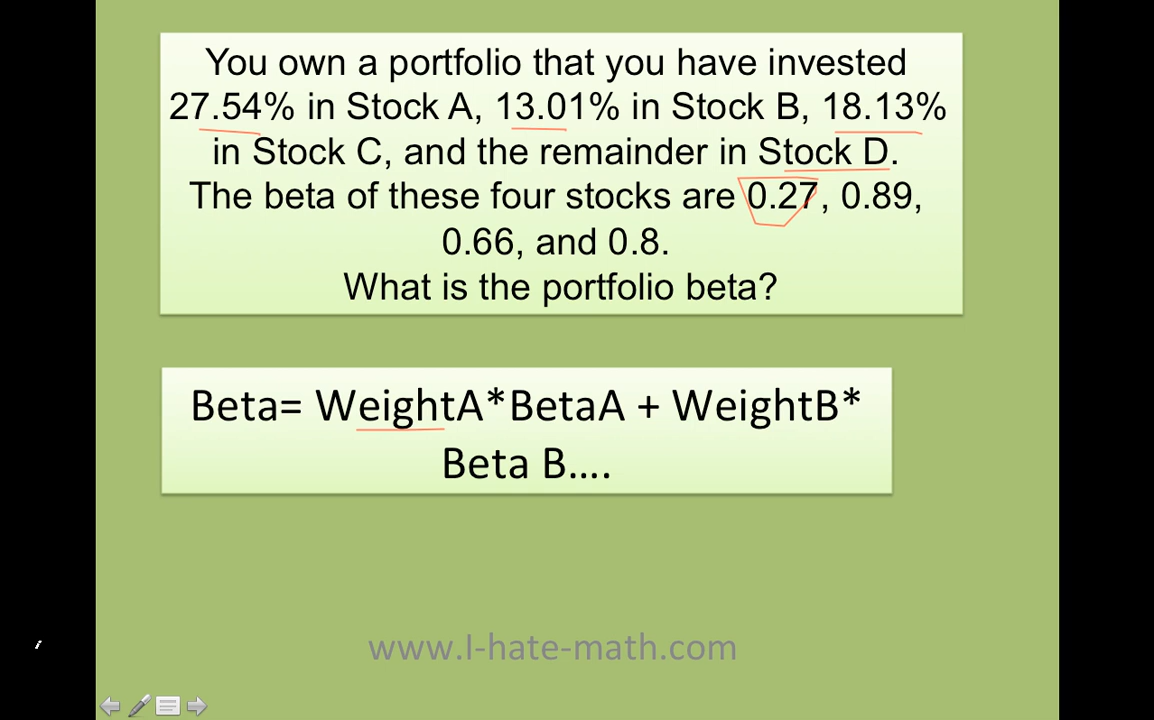 You own a portfolio that you have invested
27.54% in Stock A, 13.01% in Stock B, 18.13%
in Stock C, and the remainder in Stock D.
The beta of these four stocks are 0.27, 0.89,
0.66, and 0.8.
What is the portfolio beta?
Beta= WeightA*BetaA + WeightB*
Beta B....
www.I-hate-math.com